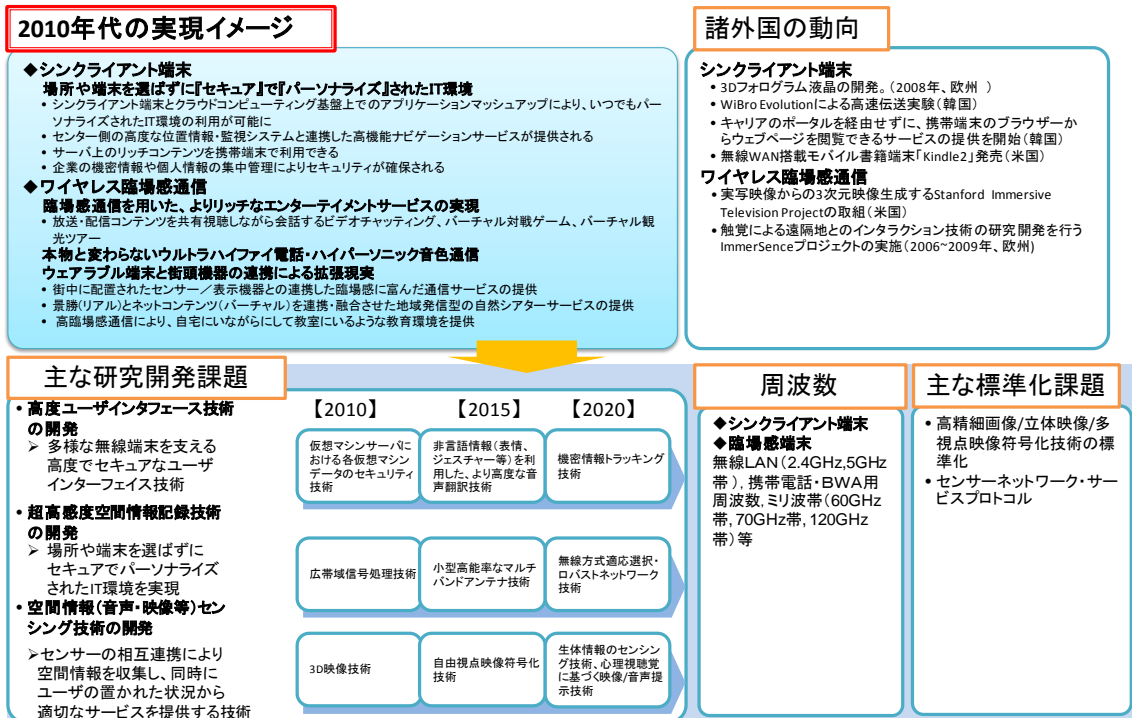 2010年代の実現イメージ
◆シンクライアント端末
場所や端末を選ばずに『セキュア』で『パーソナライズ』されたIT環境
• シンクライアント端末とクラウドコンピューティング基盤上でのアプリケーションマッシュアップにより、いつでもパー
ソナライズされたIT環境の利用が可能に
• センター側の高度な位置情報・監視システムと連携した高機能ナビゲーションサービスが提供される
• サーバ上のリッチコンテンツを携帯端末で利用できる
• 企業の機密情報や個人情報の集中管理によりセキュリティが確保される
◆ワイヤレス臨場感通信
臨場感通信を用いた、よりリッチなエンターテイメントサービスの実現
• 放送・配信コンテンツを共有視聴しながら会話するビデオチャッティング、バーチャル対戦ゲーム、バーチャル観
光ツアー
本物と変わらないウルトラハイファイ電話・ハイパーソニック音色通信
ウェアラブル端末と街頭機器の連携による拡張現実
• 街中に配置されたセンサー／表示機器との連携した臨場感に富んだ通信サービスの提供
• 景勝(リアル)とネットコンテンツ(バーチャル)を連携・融合させた地域発信型の自然シアターサービスの提供
• 高臨場感通信により、自宅にいながらにして教室にいるような教育環境を提供
諸外国の動向
シンクライアント端末
• 3Dフォログラム液晶の開発。(2008年、欧州 )
• WiBro Evolutionによる高速伝送実験(韓国)
• キャリアのポータルを経由せずに、携帯端末のブラウザーか
らウェブページを閲覧できるサービスの提供を開始(韓国)
• 無線WAN搭載モバイル書籍端末「Kindle2」発売(米国)
ワイヤレス臨場感通信
• 実写映像からの3次元映像生成するStanford Immersive
Television Projectの取組(米国)
• 触覚による遠隔地とのインタラクション技術の研究開発を行う
ImmerSenceプロジェクトの実施(2006~2009年、欧州)
主な研究開発課題
• 高度ユーザインタフェース技術
の開発
➢ 多様な無線端末を支える
高度でセキュアなユーザ
インターフェイス技術
• 超高感度空間情報記録技術
の開発
➢ 場所や端末を選ばずに
セキュアでパーソナライズ
されたIT環境を実現
• 空間情報(音声・映像等)セン
シング技術の開発
➢センサーの相互連携により
空間情報を収集し、同時に
ユーザの置かれた状況から
適切なサービスを提供する技術
【2010】
【2015】
【2020】
仮想マシンサーバに
おける各仮想マシン
データのセキュリティ
技術
非言語情報(表情、
ジェスチャー等)を利
用した、より高度な音
声翻訳技術
機密情報トラッキング
技術
広帯域信号処理技術
小型高能率なマルチ
バンドアンテナ技術
無線方式適応選択・
ロバストネットワーク
技術
3D映像技術
自由視点映像符号化
技術
生体情報のセンシン
グ技術、心理視聴覚
に基づく映像/音声提
示技術
周波数
◆シンクライアント端末
◆臨場感端末
無線LAN(2.4GHz,5GHz
帯), 携帯電話・BWA用
周波数, ミリ波帯(60GHz
帯, 70GHz帯, 120GHz
帯)等
主な標準化課題
• 高精細画像/立体映像/多
視点映像符号化技術の標
準化
• センサーネットワーク・サー
ビスプロトコル